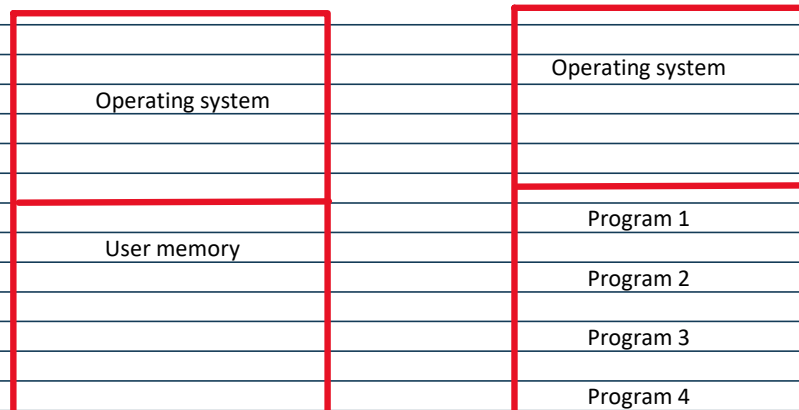 Operating system
User memory
Operating system
Program 1
Program 2
Program 3
Program 4